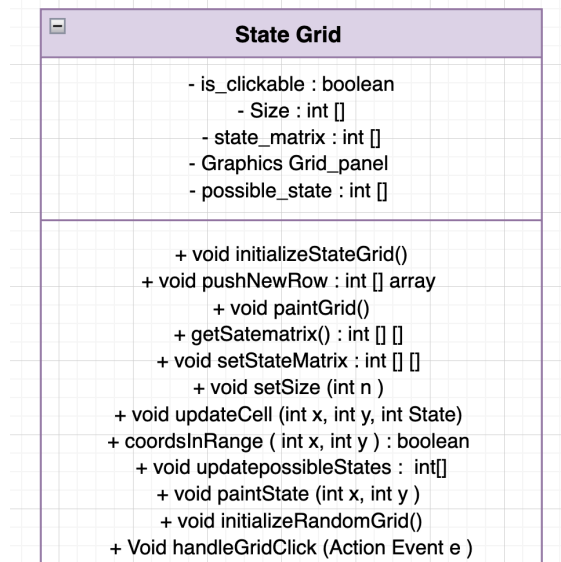 State Grid
- is_clickable : boolean
- Size : int []
- state_matrix : int []
- Graphics Grid_panel
- possible_state : int []
+ void initializeStateGrid()
+ void pushNewRow : int [] array
+ void paintGrid()
+ getSatematrix() : int [] []
+ void setStateMatrix : int [] []
+ void setSize (int n )
+ void updateCell (int x, int y, int State)
+ coordsInRange ( int x, int y ) : boolean
+ void updatepossibleStates :  int[]
+ void paintState (int x, int y )
+ void initializeRandomGrid()
+ Void handleGridClick (Action Event e )